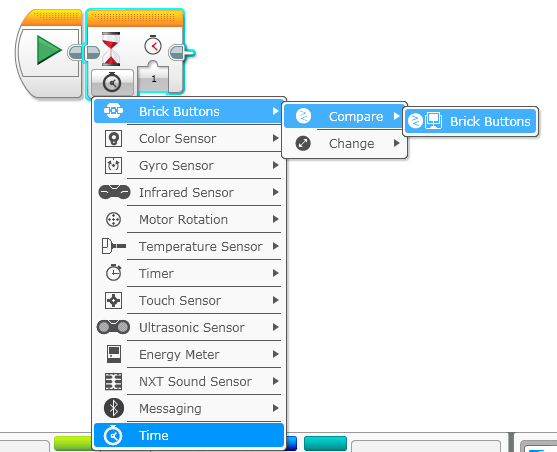 1
Brick Buttons
Compare
Brick Buttons
Color Sensor
Change
Gyro Sensor
Infrared Sensor
Motor Rotation
Temperature Sensor
Timer
Touch Sensor
Ultrasonic Sensor
Energy Meter
NXT Sound Sensor
Messaging
Time